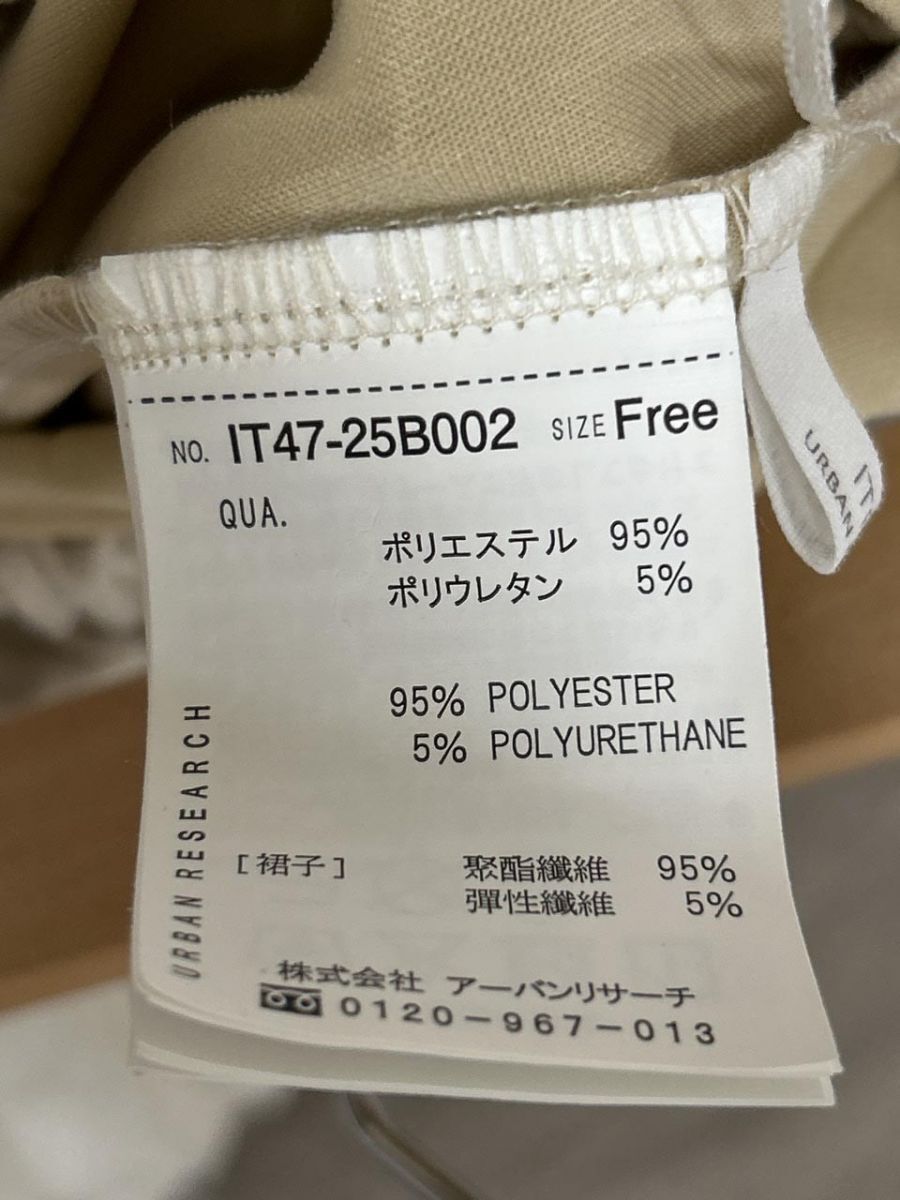 NO. IT47-25B002 SIZE Free
QUA.
ポリエステル 95%
ポリウレタン 5%
95% POLYESTER
5% POLYURETHANE
[裙子] 聚酯纖維 95%
彈性纖維 5%
株式会社 アーバンリサーチ
0120-967-013
URBAN RESEARCH
IT
URBAN